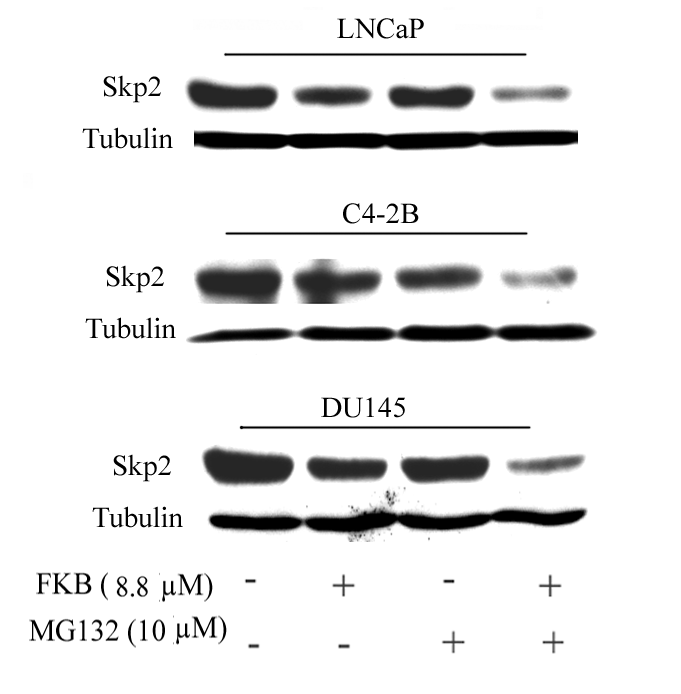 LNCaP
Skp2
Tubulin
C4-2B
Skp2
Tubulin
DU145
Skp2
Tubulin
FKB ( 8.8 µM) - + - +
MG132 (10 µM) - - + +